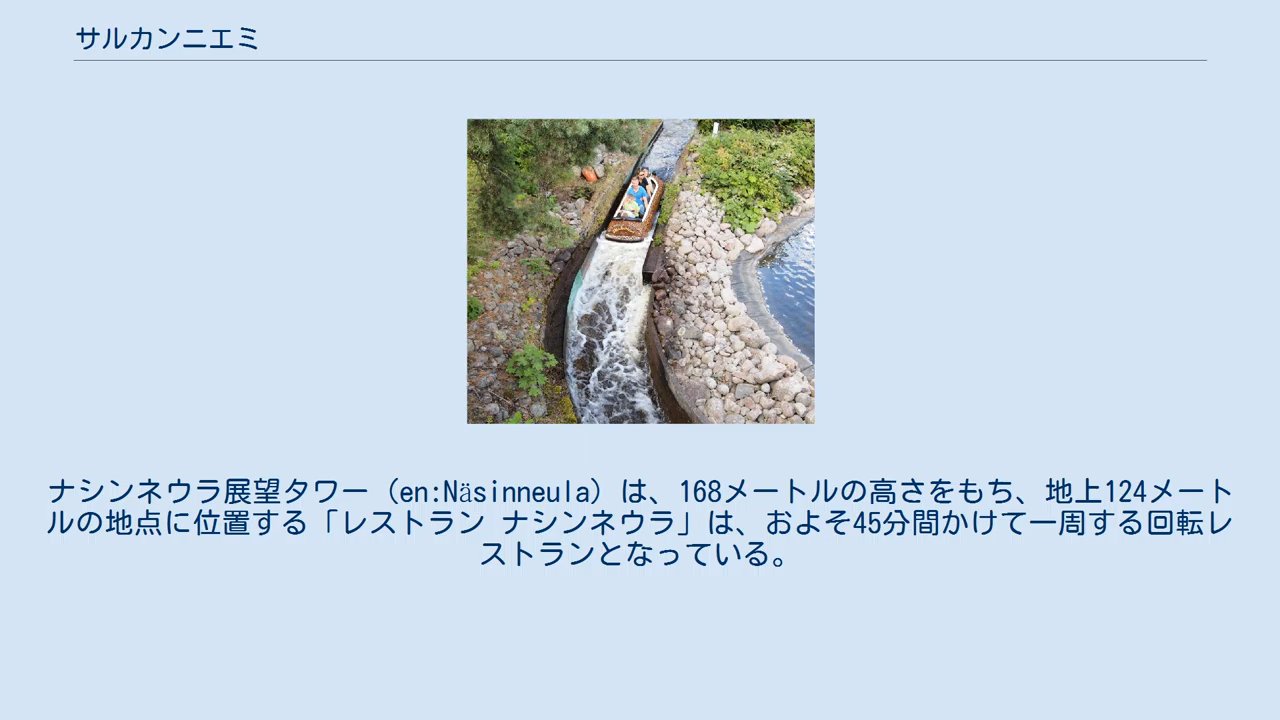 サルカンニエミ
ナシンネウラ展望タワー（en:Näsinneula）は、168メートルの高さをもち、地上124メート
ルの地点に位置する「レストラン ナシンネウラ」は、およそ45分間かけて一周する回転レ
ストランとなっている。